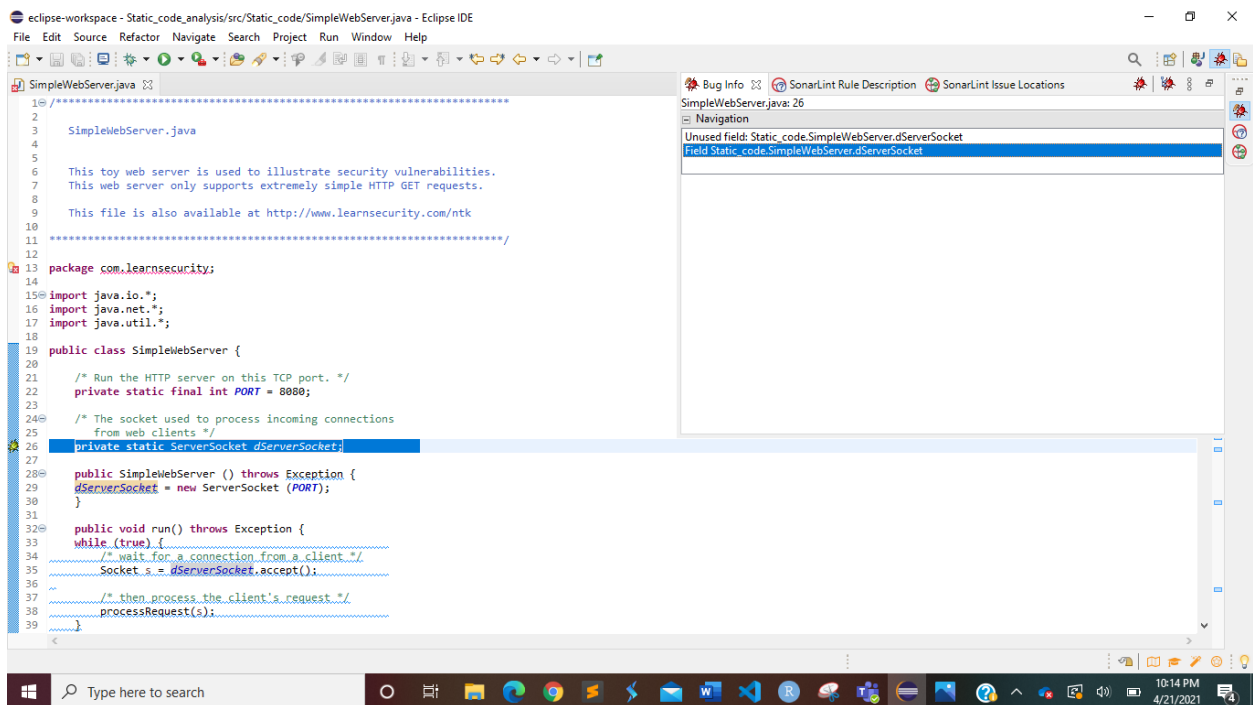 eclipse-workspace - Static_code_analysis/src/Static_code/SimpleWebServer.java - Eclipse IDE
File Edit Source Refactor Navigate Search Project Run Window Help
SimpleWebServer.java
1 /***********************************************************************
2
3 SimpleWebServer.java
4
5
6 This toy web server is used to illustrate security vulnerabilities.
7 This web server only supports extremely simple HTTP GET requests.
8
9 This file is also available at http://www.learnsecurity.com/ntk
10
11 ***********************************************************************/
12
13 package com.learnsecurity;
14
15 import java.io.*;
16 import java.net.*;
17 import java.util.*;
18
19 public class SimpleWebServer {
20
21 /* Run the HTTP server on this TCP port. */
22 private static final int PORT = 8080;
23
24 /* The socket used to process incoming connections
25 from web clients */
26 private static ServerSocket dServerSocket;
27
28 public SimpleWebServer () throws Exception {
29 dServerSocket = new ServerSocket (PORT);
30 }
31
32 public void run() throws Exception {
33 while (true) {
34 /* wait for a connection from a client */
35 Socket s = dServerSocket.accept();
36
37 /* then process the client's request */
38 processRequest(s);
39 }
Bug Info SonarLint Rule Description SonarLint Issue Locations
SimpleWebServer.java: 26
Navigation
Unused field: Static_code.SimpleWebServer.dServerSocket
Field Static_code.SimpleWebServer.dServerSocket
Type here to search
10:14 PM
4/21/2021